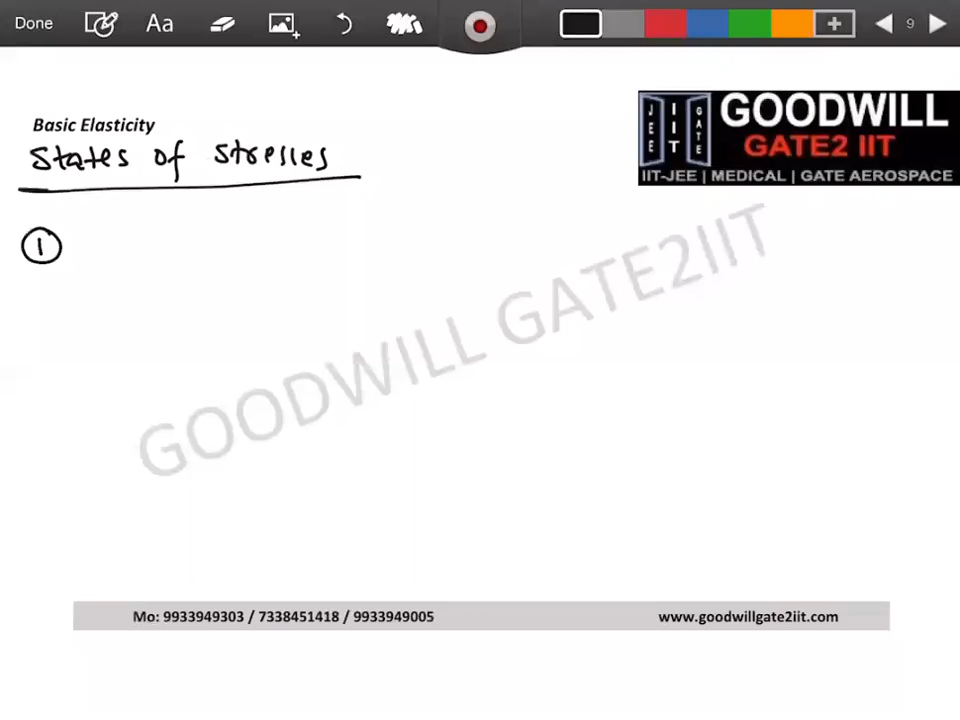 Done Aa 9
Basic Elasticity
States of Stresses
1
JEE IIT GATE GOODWILL
GATE2 IIT
IIT-JEE | MEDICAL | GATE AEROSPACE
GOODWILL GATE2IIT
Mo: 9933949303 / 7338451418 / 9933949005 www.goodwillgate2iit.com